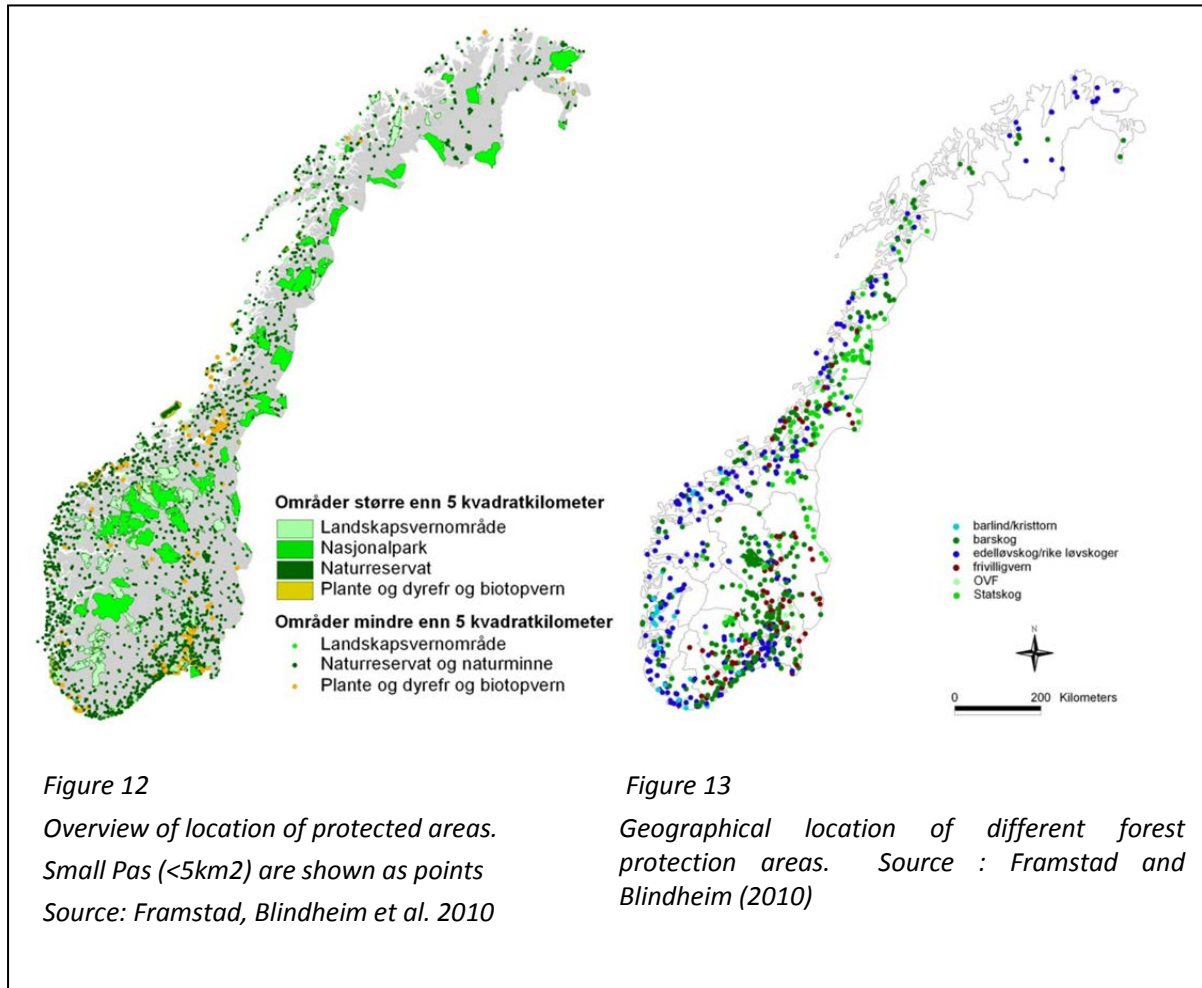 Områder større enn 5 kvadratkilometer
Landskapsvernområde
Nasjonalpark
Naturreservat
Plante og dyrefr og biotopvern
Områder mindre enn 5 kvadratkilometer
Landskapsvernområde
Naturreservat og naturminne
Plante og dyrefr og biotopvern
barlind/kristtorn
barskog
edelløvskog/rike løvskoger
frivilligvern
OVF
Statskog
N
0 200 Kilometers
Figure 12
Overview of location of protected areas.
Small Pas (<5km2) are shown as points
Source: Framstad, Blindheim et al. 2010
Figure 13
Geographical location of different forest
protection areas. Source : Framstad and
Blindheim (2010)